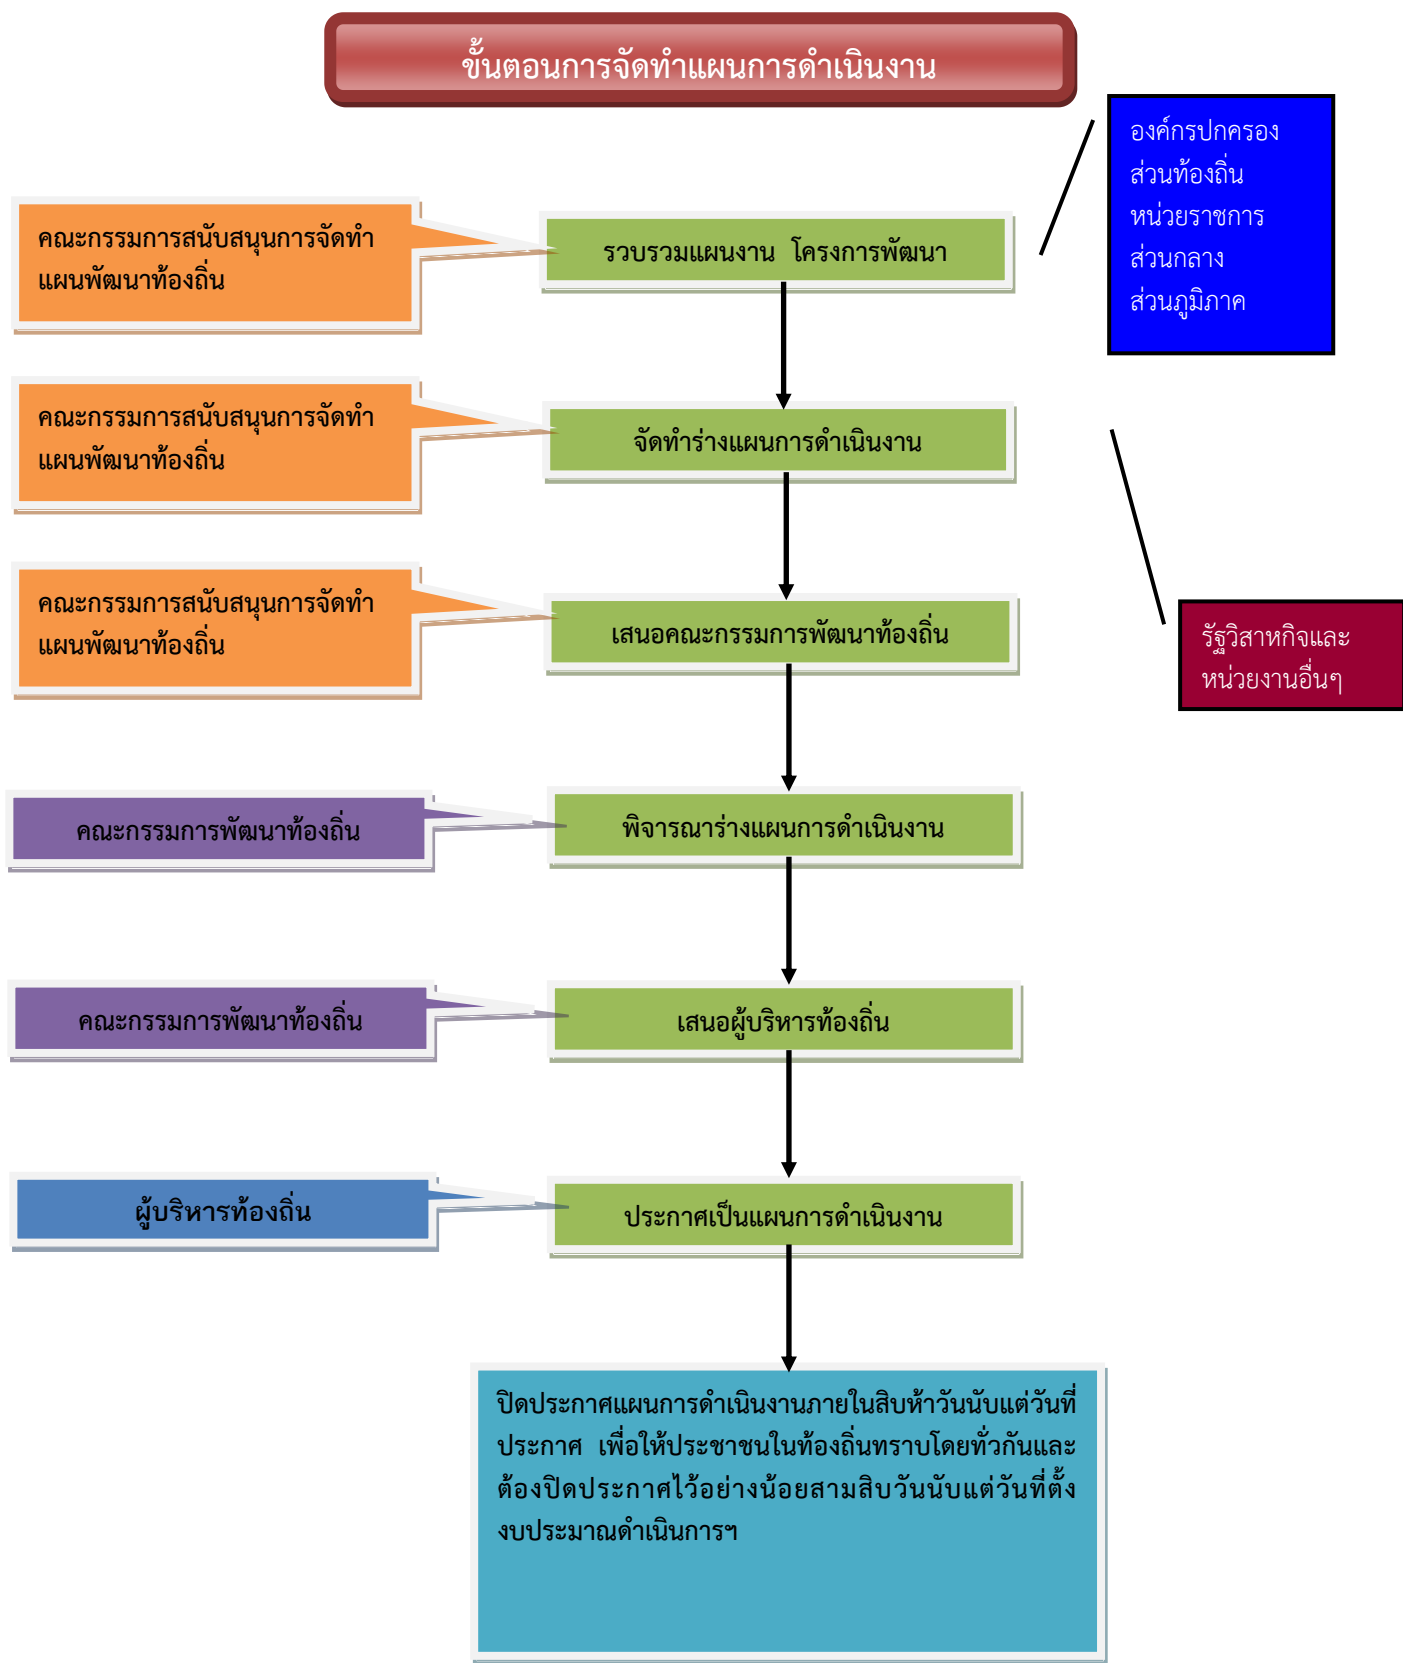 ขั้นตอนการจัดทำแผนการดำเนินงาน
องค์กรปกครอง
ส่วนท้องถิ่น
หน่วยราชการ
ส่วนกลาง
ส่วนภูมิภาค
คณะกรรมการสนับสนุนการจัดทำ
แผนพัฒนาท้องถิ่น
รวบรวมแผนงาน โครงการพัฒนา
คณะกรรมการสนับสนุนการจัดทำ
แผนพัฒนาท้องถิ่น
จัดทำร่างแผนการดำเนินงาน
คณะกรรมการสนับสนุนการจัดทำ
แผนพัฒนาท้องถิ่น
เสนอคณะกรรมการพัฒนาท้องถิ่น
รัฐวิสาหกิจและ
หน่วยงานอื่นๆ
คณะกรรมการพัฒนาท้องถิ่น
พิจารณาร่างแผนการดำเนินงาน
คณะกรรมการพัฒนาท้องถิ่น
เสนอผู้บริหารท้องถิ่น
ผู้บริหารท้องถิ่น
ประกาศเป็นแผนการดำเนินงาน
ปิดประกาศแผนการดำเนินงานภายในสิบห้าวันนับแต่วันที่
ประกาศ เพื่อให้ประชาชนในท้องถิ่นทราบโดยทั่วกันและ
ต้องปิดประกาศไว้อย่างน้อยสามสิบวันนับแต่วันที่ตั้ง
งบประมาณดำเนินการฯ